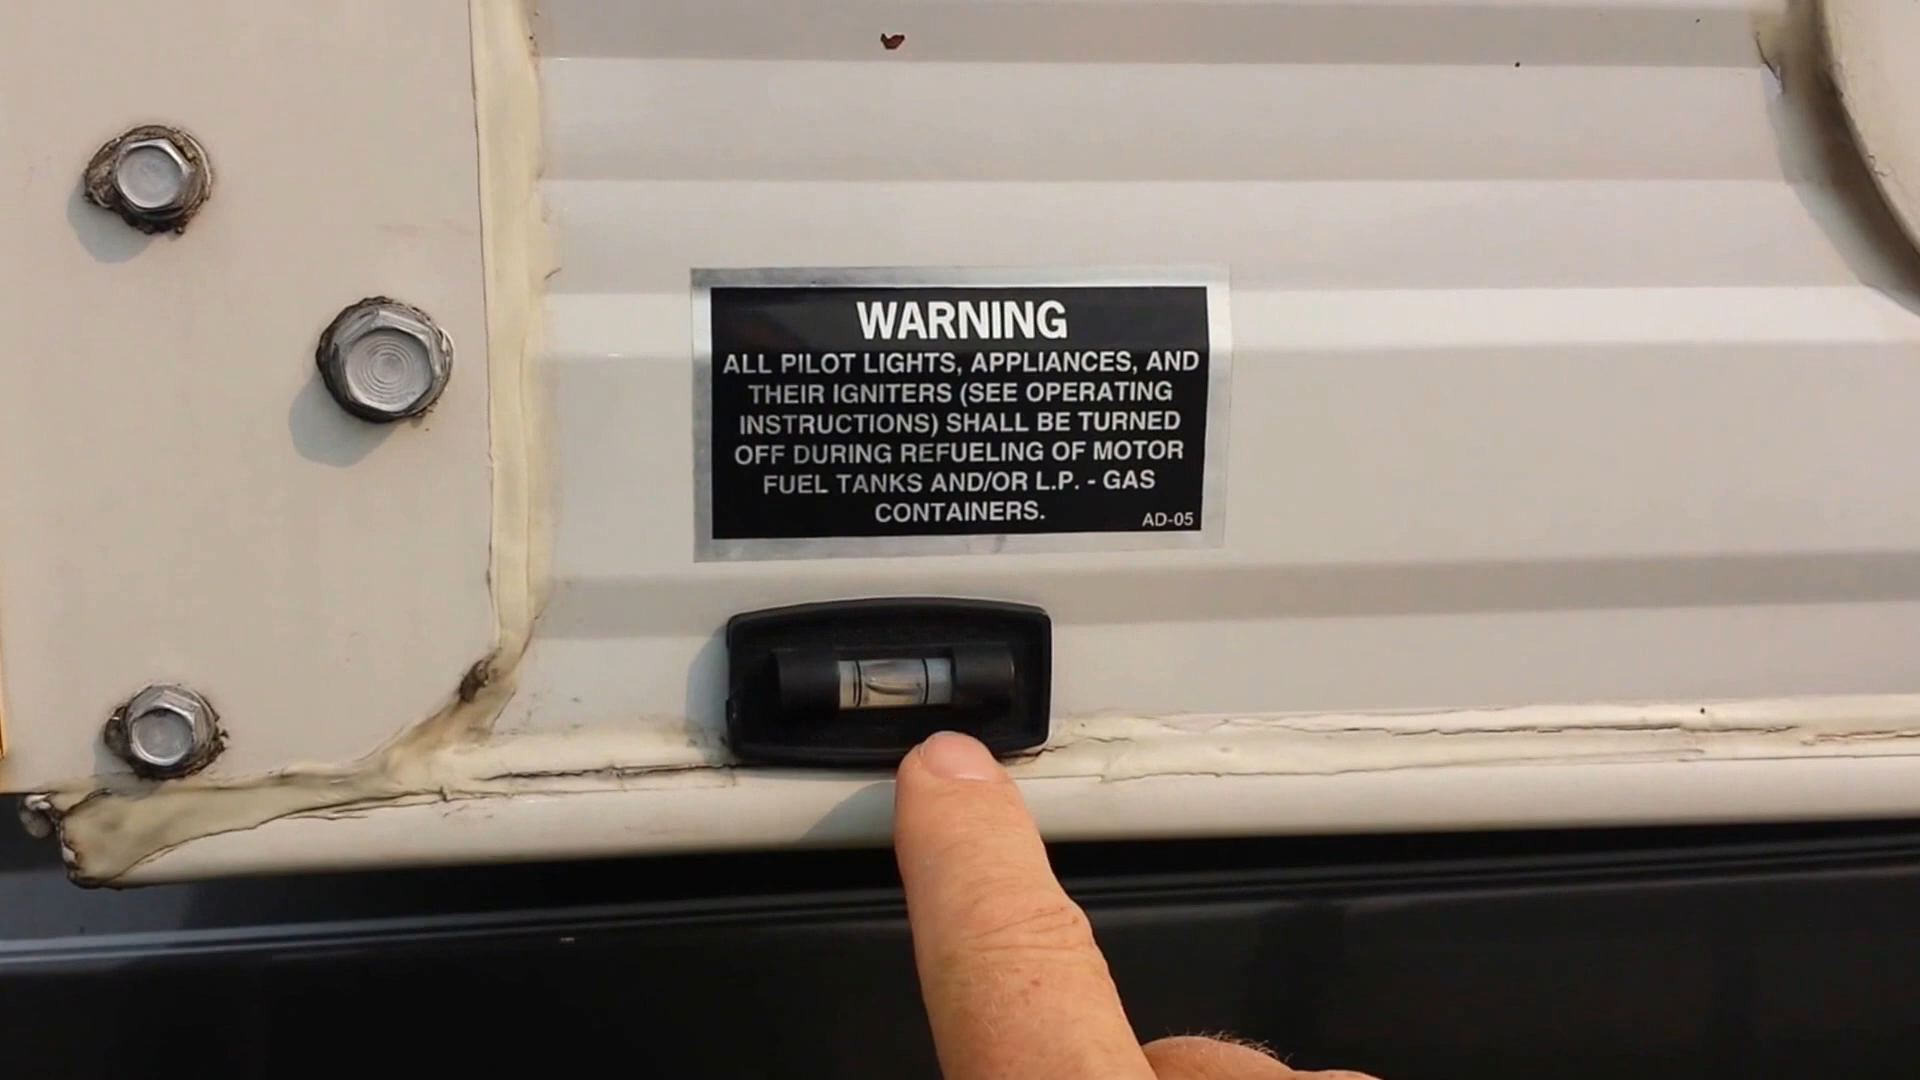 WARNING
ALL PILOT LIGHTS, APPLIANCES, AND
THEIR IGNITERS (SEE OPERATING
INSTRUCTIONS) SHALL BE TURNED
OFF DURING REFUELING OF MOTOR
FUEL TANKS AND/OR L.P. - GAS
CONTAINERS.
AD-05